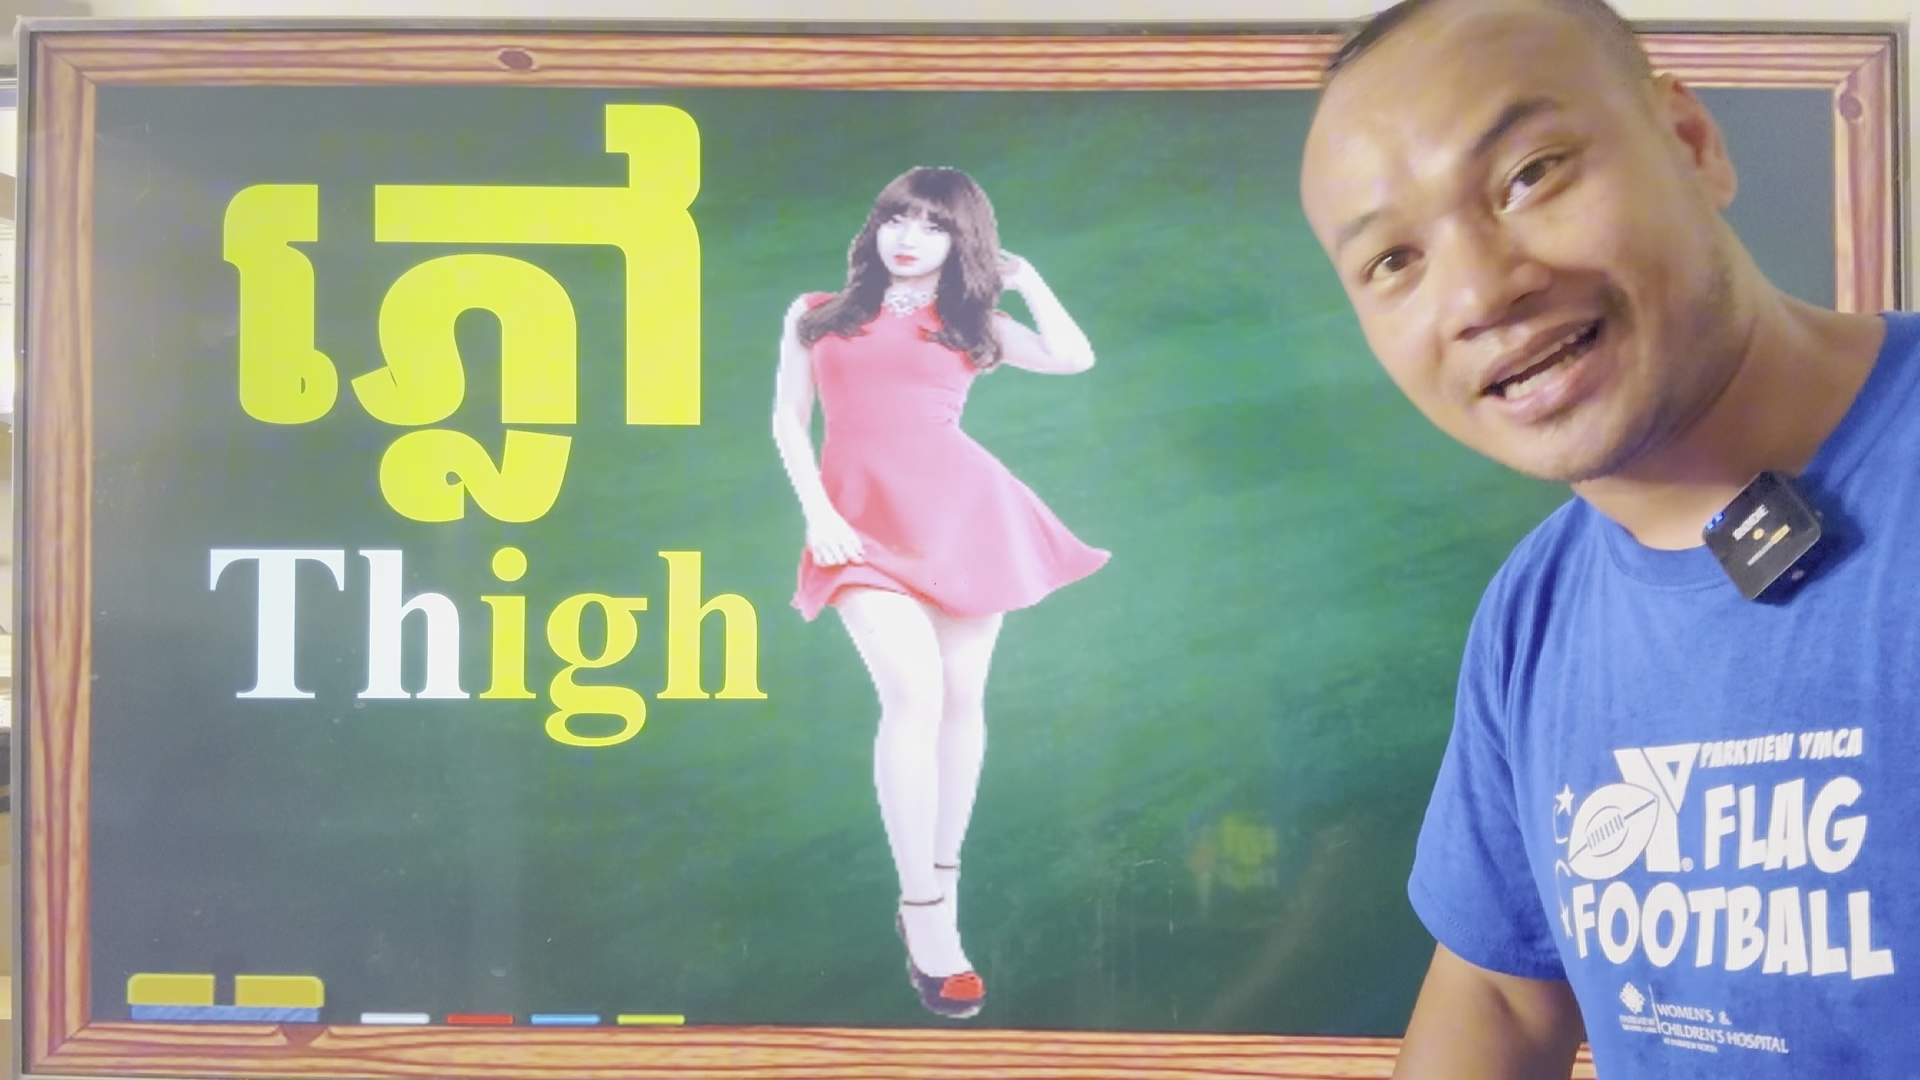 ភ្លៅ
Thigh
PARKVIEW YMCA
FLAG
FOOTBALL
WOMEN'S &
CHILDREN'S HOSPITAL